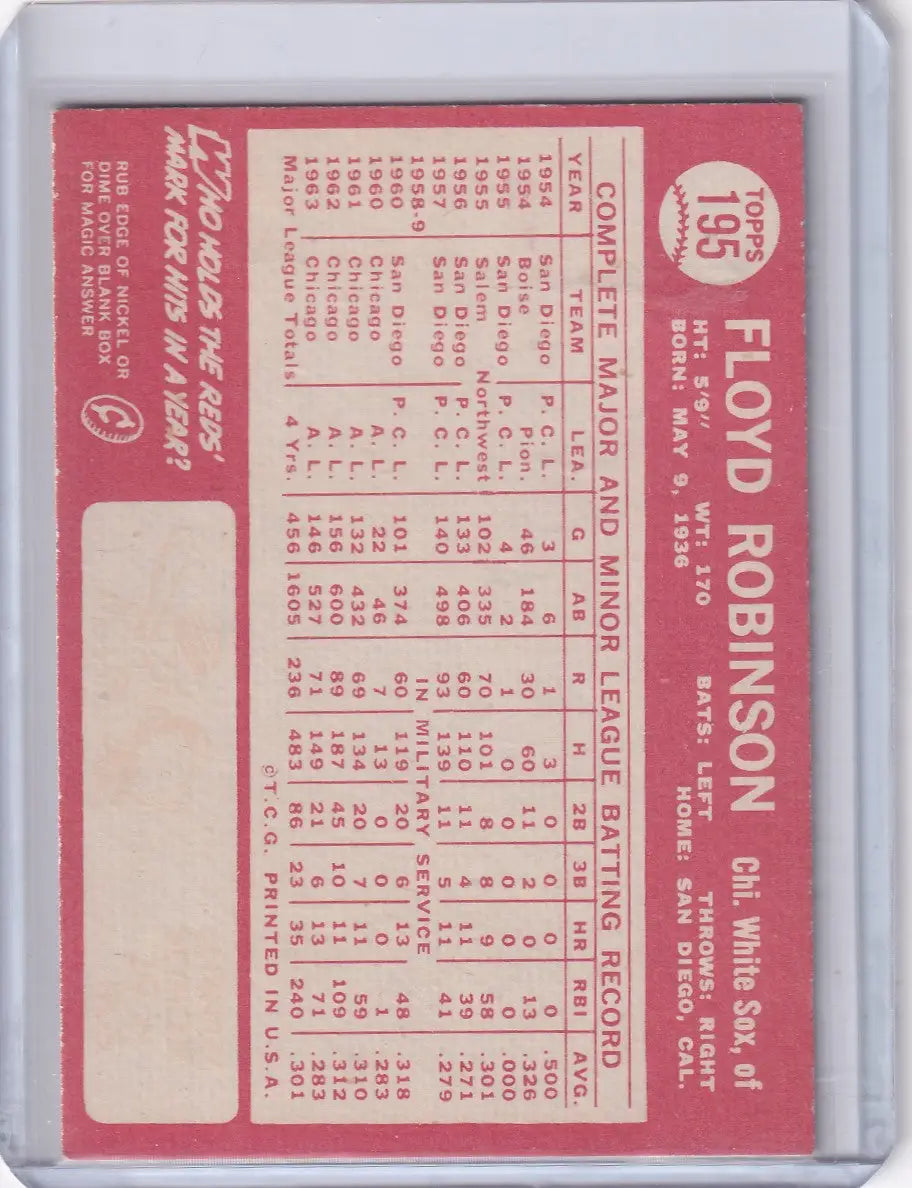 TOPPS
195
FLOYD ROBINSON Chi. White Sox, of
HT: 5'9" WT: 170 BATS: LEFT THROWS: RIGHT
BORN: MAY 9, 1936 HOME: SAN DIEGO, CAL.
COMPLETE MAJOR AND MINOR LEAGUE BATTING RECORD
YEAR TEAM LEA. G AB R H 2B 3B HR RBI AVG.
1954 San Diego P. C. L. 3 6 1 3 0 0 0 0 .500
1954 Boise Pion. 46 184 30 60 11 2 0 13 .326
1955 San Diego P. C. L. 4 2 1 0 0 0 0 0 .000
1955 Salem Northwest 102 335 70 101 8 8 9 58 .301
1956 San Diego P. C. L. 133 406 60 110 11 4 11 39 .271
1957 San Diego P. C. L. 140 498 93 139 11 5 11 41 .279
1958-9 IN MILITARY SERVICE
1960 San Diego P. C. L. 101 374 60 119 20 6 13 48 .318
1960 Chicago A. L. 22 46 7 13 0 0 0 1 .283
1961 Chicago A. L. 132 432 69 134 20 7 11 59 .310
1962 Chicago A. L. 156 600 89 187 45 10 11 109 .312
1963 Chicago A. L. 146 527 71 149 21 6 13 71 .283
Major League Totals 4 Yrs. 456 1605 236 483 86 23 35 240 .301
©T.C.G. PRINTED IN U.S.A.
WHO HOLDS THE REDS'
MARK FOR HITS IN A YEAR?
RUB EDGE OF NICKEL OR
DIME OVER BLANK BOX
FOR MAGIC ANSWER